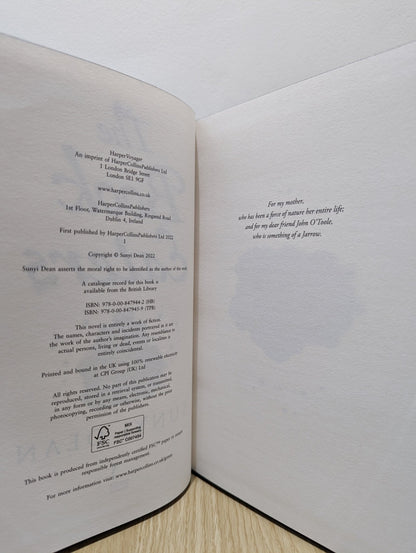 HarperVoyager
An imprint of HarperCollinsPublishers Ltd
1 London Bridge Street
London SE1 9GF
www.harpercollins.co.uk
HarperCollinsPublishers
1st Floor, Watermarque Building, Ringsend Road
Dublin 4, Ireland
First published by HarperCollinsPublishers Ltd 2022
1
Copyright © Sunyi Dean 2022
Sunyi Dean asserts the moral right to be identified as the author of the work
A catalogue record for this book is
available from the British Library
ISBN: 978-0-00-847944-2 (HB)
ISBN: 978-0-00-847945-9 (TPB)
This novel is entirely a work of fiction.
The names, characters and incidents portrayed in it are
the work of the author's imagination. Any resemblance to
actual persons, living or dead, events or localities is
entirely coincidental.
Printed and bound in the UK using 100% renewable electricity
at CPI Group (UK) Ltd
All rights reserved. No part of this publication may be
reproduced, stored in a retrieval system, or transmitted,
in any form or by any means, electronic, mechanical,
photocopying, recording or otherwise, without the prior
permission of the publishers.
FSC
MIX
Paper | Supporting
responsible forestry
FSC™ C007454
This book is produced from independently certified FSC™ paper to ensure
responsible forest management.
For more information visit: www.harpercollins.co.uk/green
For my mother,
who has been a force of nature her entire life;
and for my dear friend John O'Toole,
who is something of a Jarrow.